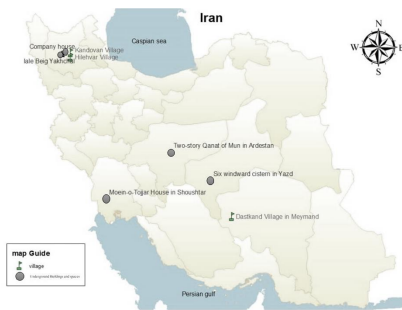 Iran
Caspian sea
N
W
E
S
Company house
Kandovan Village
Hilehvar Village
lale Beig Yakhchal
Two-story Qanat of Mun in Ardestan
Six windward cistern in Yazd
Moein-o-Tojjar House in Shoushtar
Dastkand Village in Meymand
Persian gulf
map Guide
village
Underground Buildings and spaces